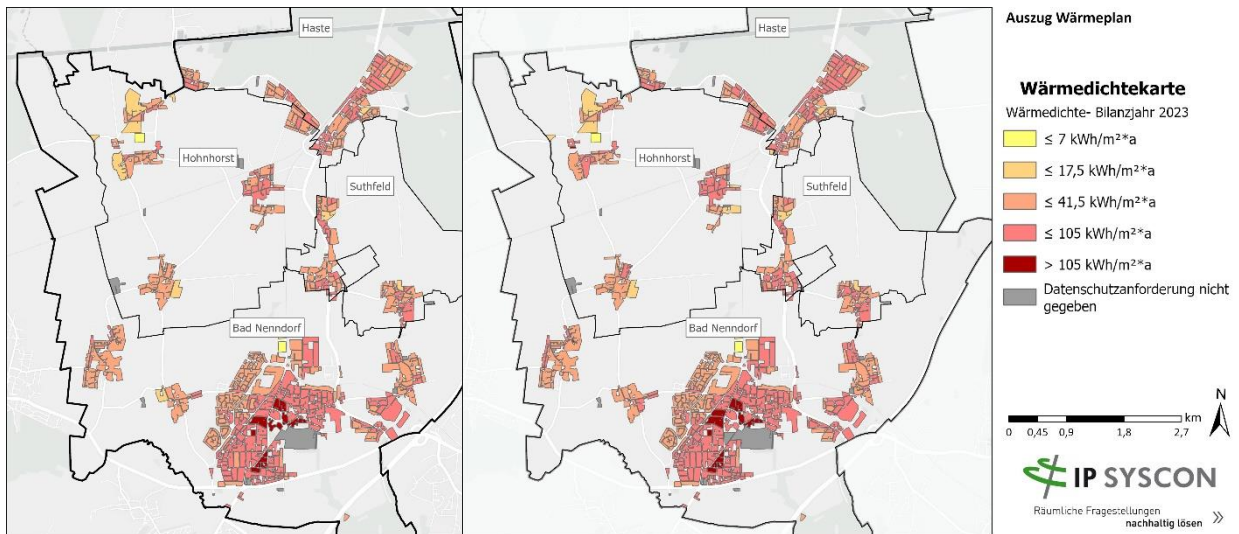 Haste
Hohnhorst
Suthfeld
Bad Nenndorf
Haste
Hohnhorst
Suthfeld
Bad Nenndorf
Auszug Wärmeplan
Wärmedichtekarte
Wärmedichte- Bilanzjahr 2023
≤ 7 kWh/m²*a
≤ 17,5 kWh/m²*a
≤ 41,5 kWh/m²*a
≤ 105 kWh/m²*a
> 105 kWh/m²*a
Datenschutzanforderung nicht
gegeben
N
km
0 0,45 0,9 1,8 2,7
IP SYSCON
Räumliche Fragestellungen
nachhaltig lösen »